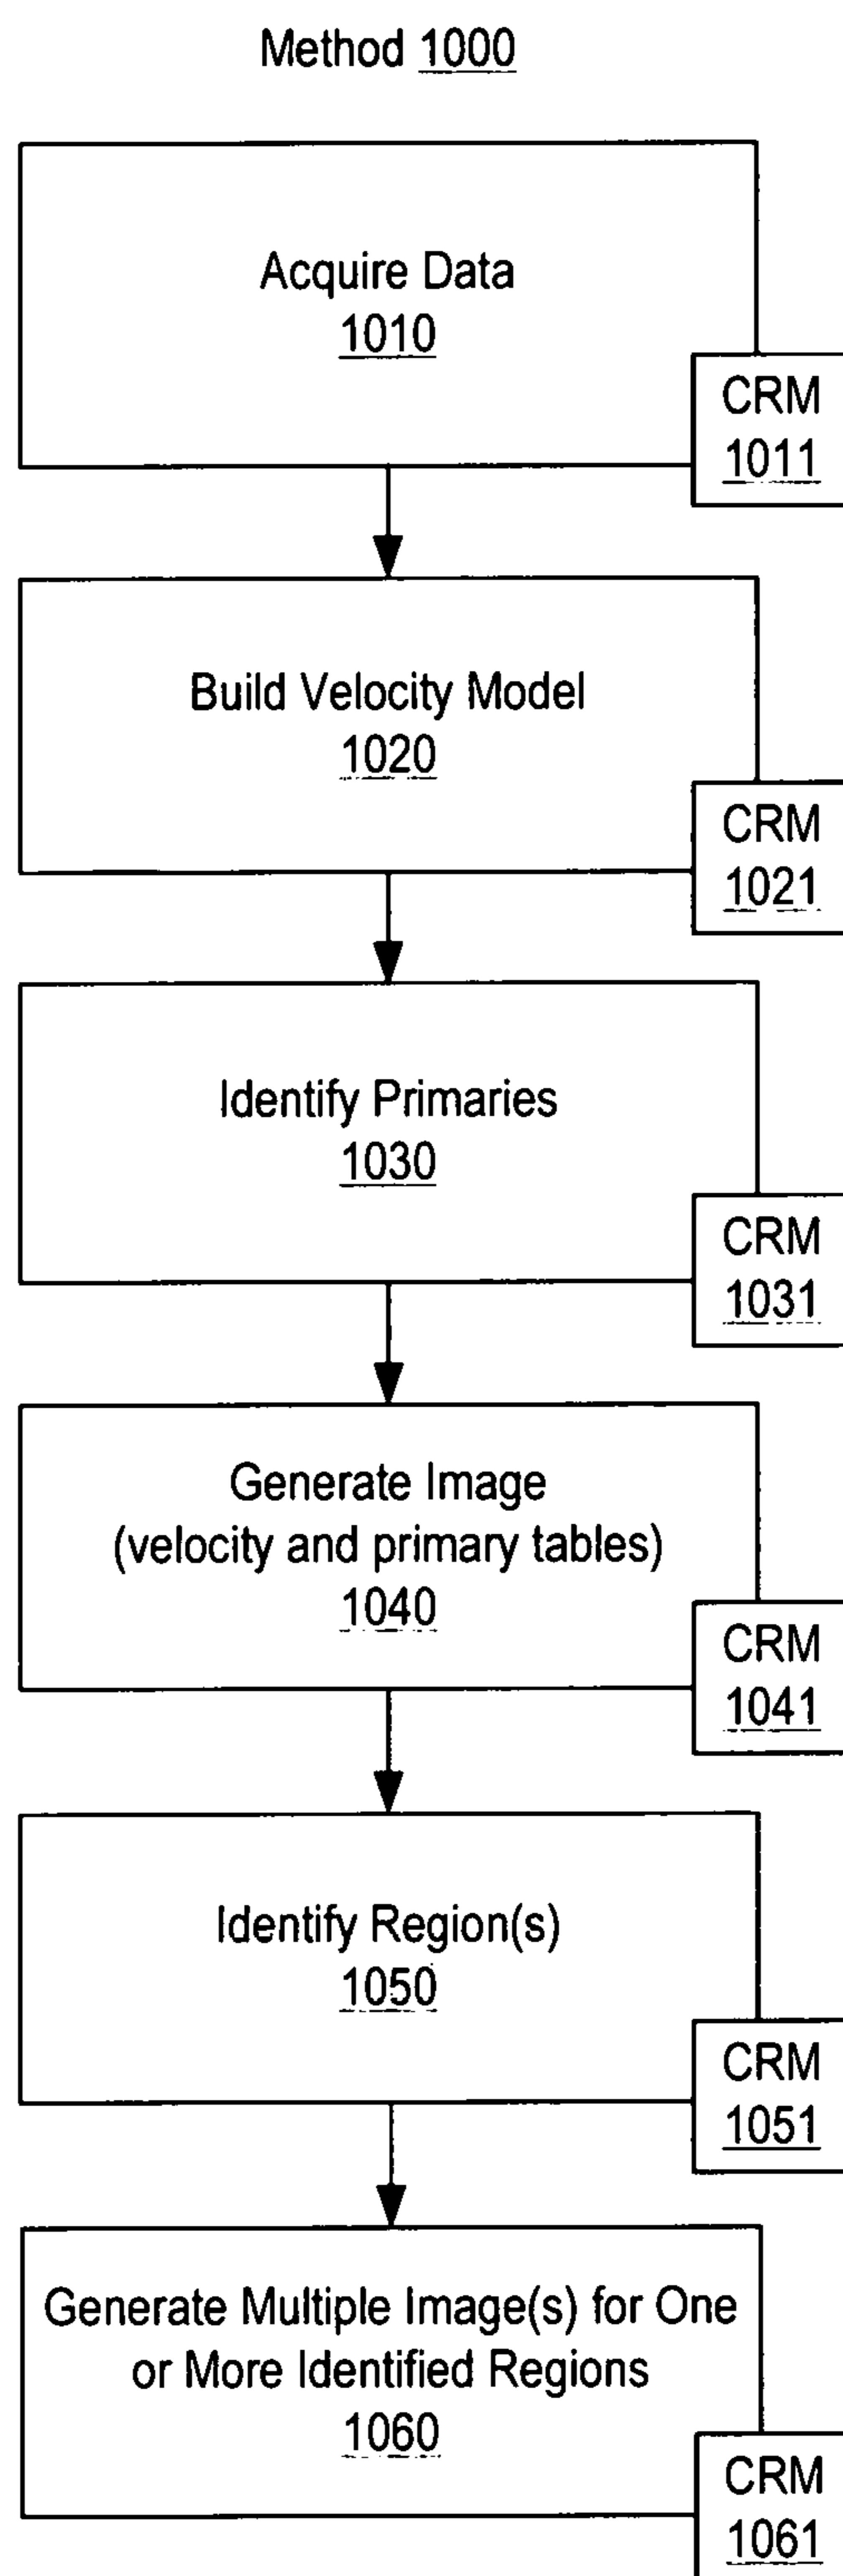 Method 1000
Acquire Data
1010
CRM
1011
Build Velocity Model
1020
CRM
1021
Identify Primaries
1030
CRM
1031
Generate Image
(velocity and primary tables)
1040
CRM
1041
Identify Region(s)
1050
CRM
1051
Generate Multiple Image(s) for One
or More Identified Regions
1060
CRM
1061